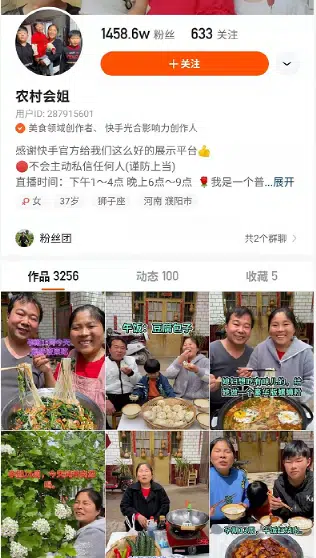 1458.6w 粉丝 633 关注
+关注
农村会姐
用户ID: 287915601
美食领域创作者、 快手光合影响力创作人
感谢快手官方给我们这么好的展示平台👍
🔴不会主动私信任何人(谨防上当)
直播时间：下午1～4点 晚上6点～9点 🌹我是一个普...展开
女 37岁 狮子座 河南 濮阳市
粉丝团 共2个群聊
作品 3256 动态 100 收藏 5
午饭：豆腐包子